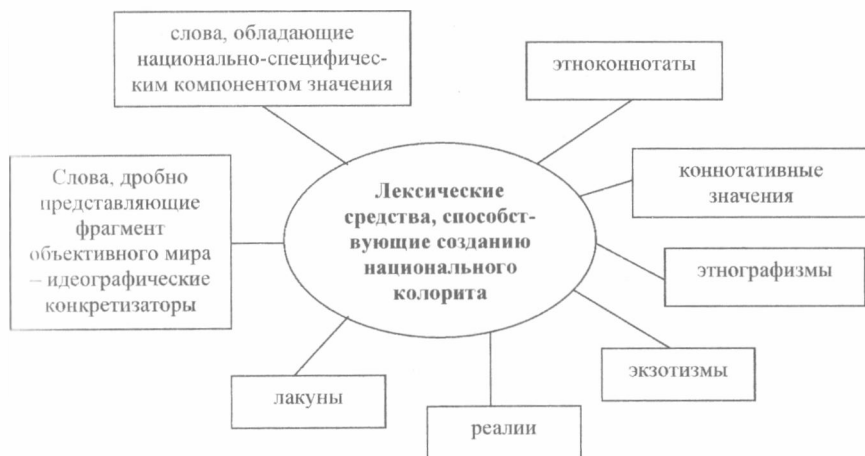 слова, обладающие
национально-специфичес-
ким компонентом значения
этноконнотаты
Слова, дробно
представляющие
фрагмент
объективного мира
– идеографические
конкретизаторы
Лексические
средства, способст-
вующие созданию
национального
колорита
коннотативные
значения
этнографизмы
экзотизмы
лакуны
реалии